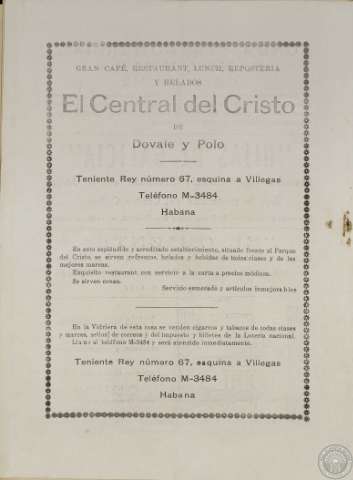 GRAN CAFÉ, RESTAURANT, LUNCH, REPOSTERIA
Y HELADOS
El Central del Cristo
DE
Dovale y Polo
Teniente Rey número 67, esquina a Villegas
Teléfono M-3484
Habana
En este espléndido y acreditado establecimiento, situado frente al Parque
del Cristo, se sirven refrescos, helados y bebidas de todas clases y de las
mejores marcas.
Exquisito restaurant, con servicio a la carta a precios módicos.
Se sirven cenas.
Servicio esmerado y artículos inmejorables
En la Vidriera de esta casa se venden cigarros y tabacos de todas clases
y marcas, sellos de correos y del impuesto y billetes de la Lotería nacional.
Llame al teléfono M-3484 y será atendido inmediatamente.
Teniente Rey número 67, esquina a Villegas
Teléfono M-3484
Habana